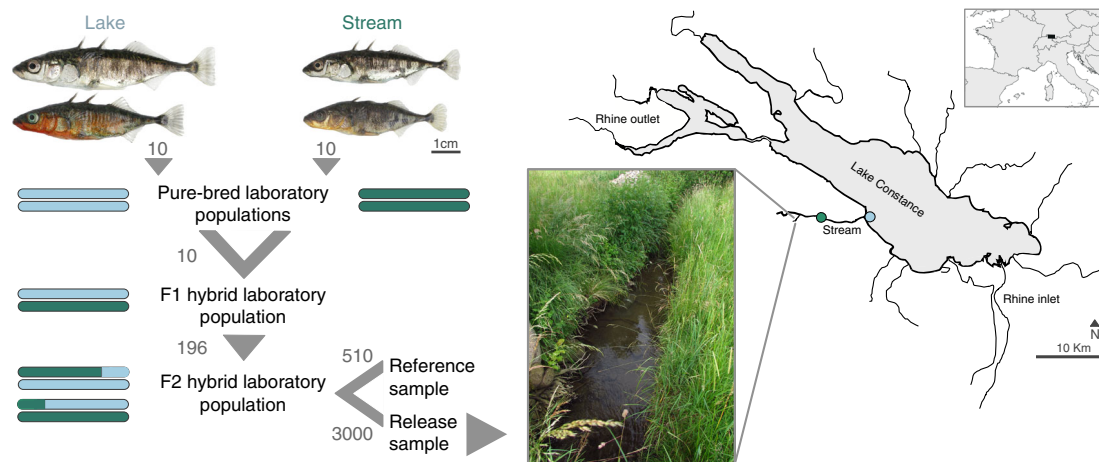 Lake
Stream
1cm
10
10
Pure-bred laboratory
populations
10
F1 hybrid laboratory
population
196
F2 hybrid laboratory
population
510
Reference
sample
3000
Release
sample
Rhine outlet
Lake Constance
Stream
Rhine inlet
N
10 Km